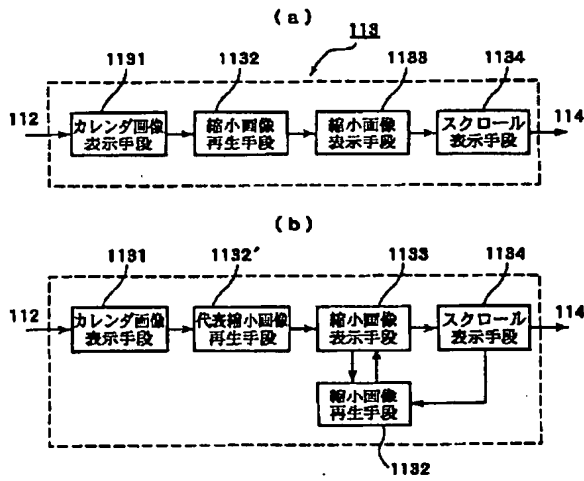 (a)
113
1131 1132 1133 1134
112 カレンダ画像 縮小画像 縮小画像 スクロール 114
表示手段 再生手段 表示手段 表示手段
(b)
1131 1132′ 1133 1134
112 カレンダ画像 代表縮小画像 縮小画像 スクロール 114
表示手段 再生手段 表示手段 表示手段
縮小画像
再生手段
1132